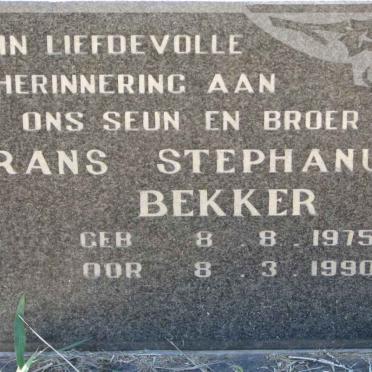 IN LIEFDEVOLLE
HERINNERING AAN
ONS SEUN EN BROER
RANS STEPHANU
BEKKER
GEB 8.8.1975
OOR 8.3.1990